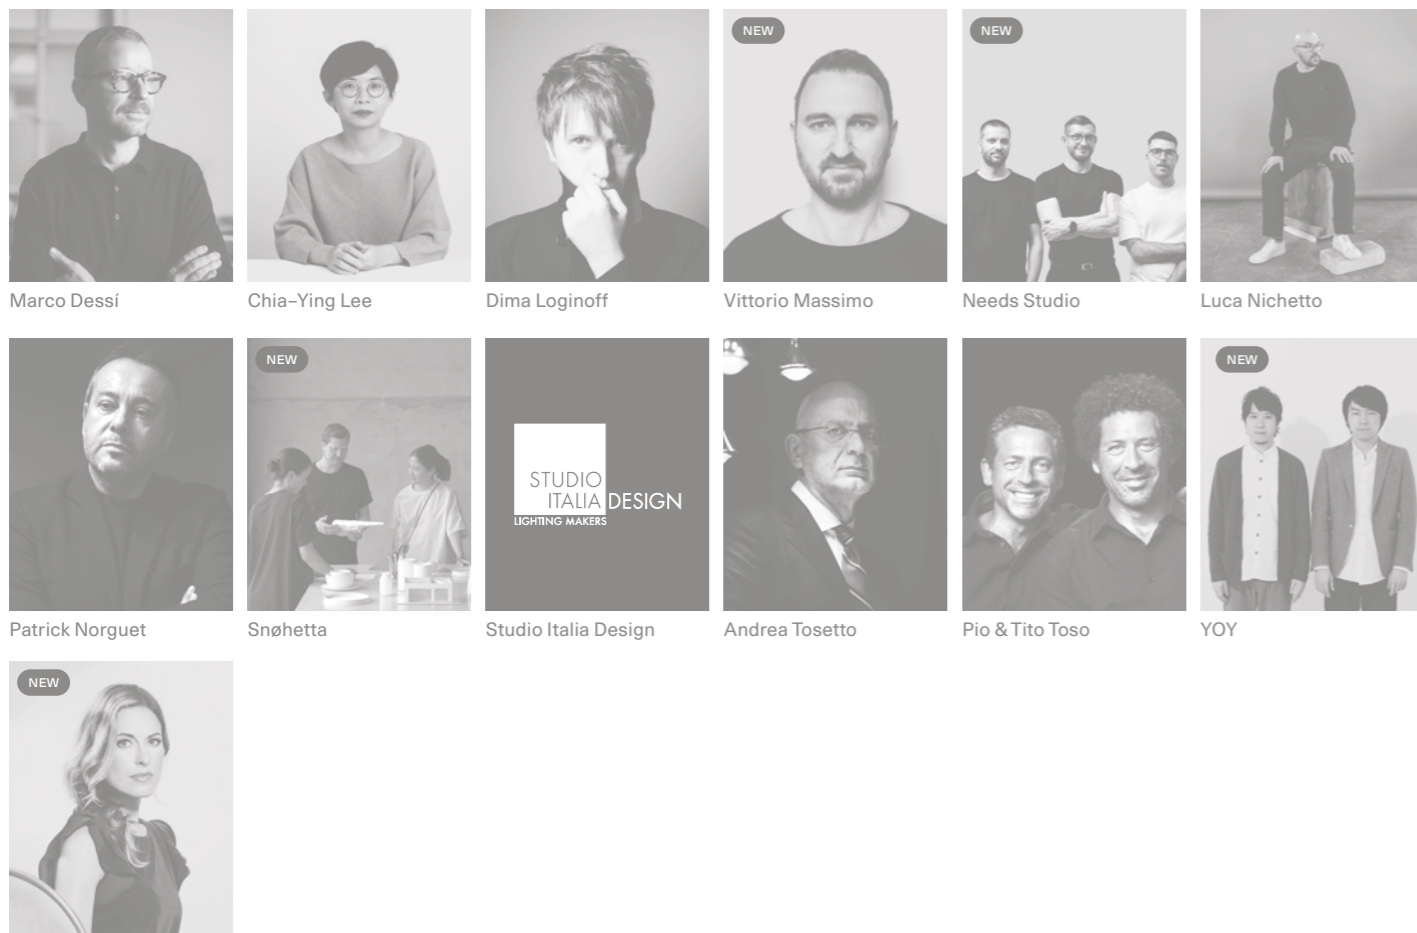 NEW
NEW
Marco Dessí
Chia–Ying Lee
Dima Loginoff
Vittorio Massimo
Needs Studio
Luca Nichetto
NEW
STUDIO
ITALIA DESIGN
LIGHTING MAKERS
NEW
Patrick Norguet
Snøhetta
Studio Italia Design
Andrea Tosetto
Pio & Tito Toso
YOY
NEW